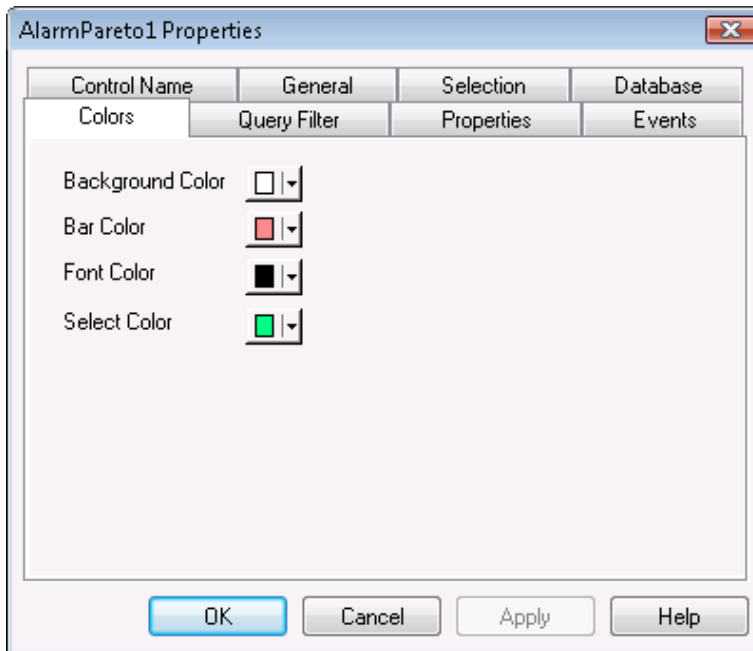 AlarmPareto1 Properties
Control Name General Selection Database
Colors Query Filter Properties Events
Background Color
Bar Color
Font Color
Select Color
OK Cancel Apply Help